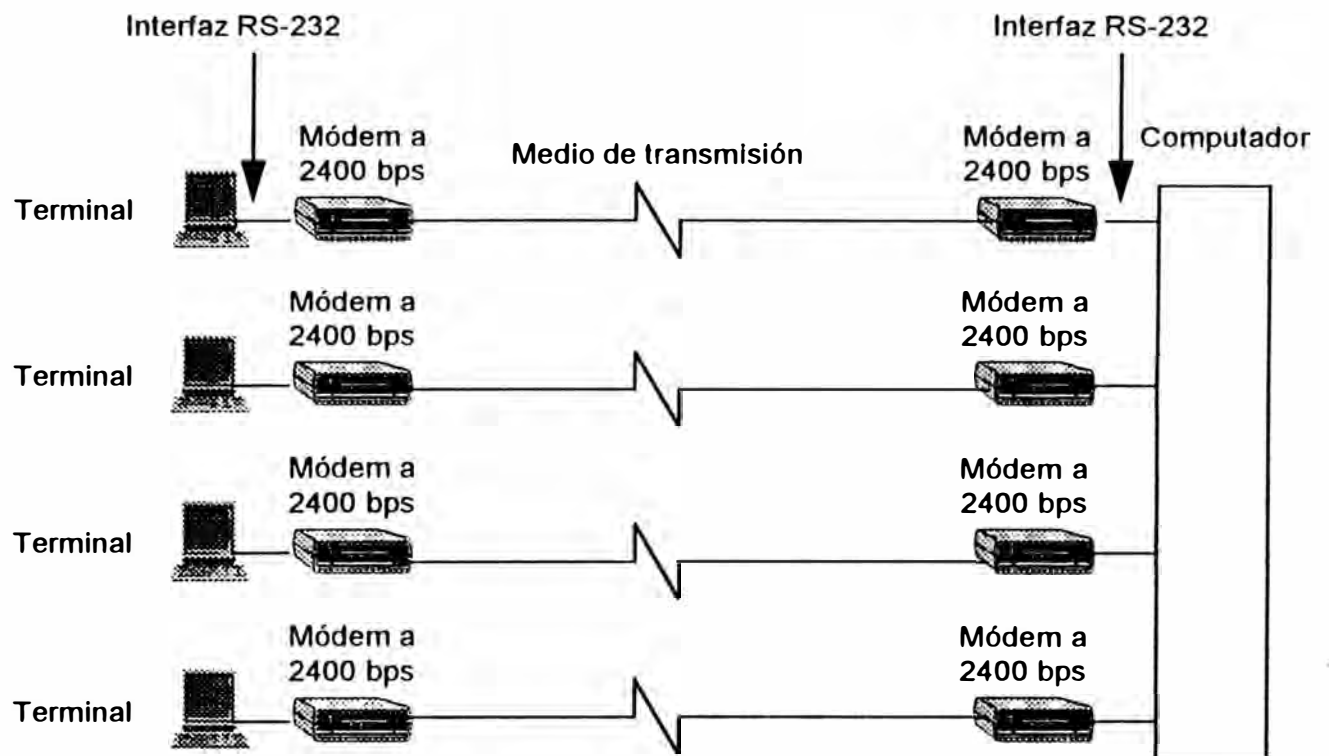 Interfaz RS-232
Interfaz RS-232
Módem a
2400 bps
Medio de transmisión
Módem a
2400 bps
Computador
Terminal
Módem a
2400 bps
Módem a
2400 bps
Terminal
Módem a
2400 bps
Módem a
2400 bps
Terminal
Módem a
2400 bps
Módem a
2400 bps
Terminal